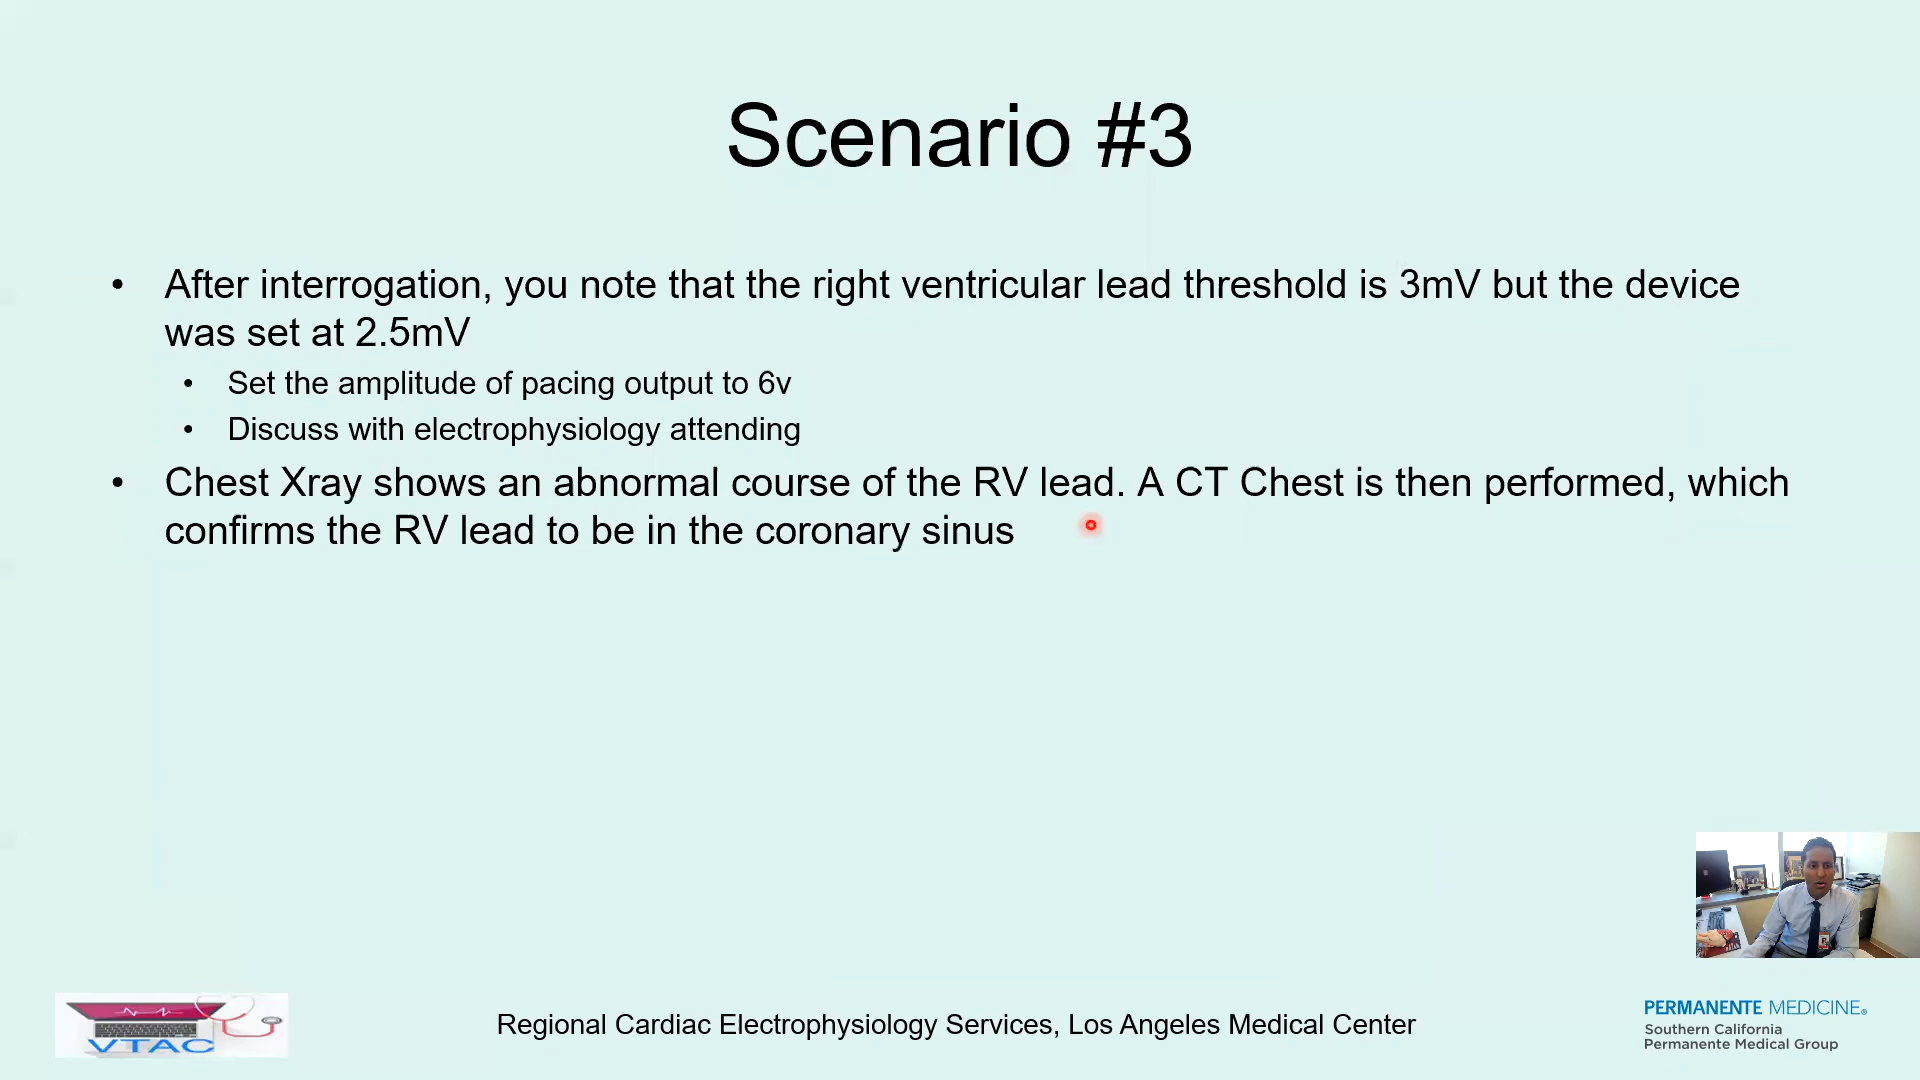 Scenario #3
• After interrogation, you note that the right ventricular lead threshold is 3mV but the device
was set at 2.5mV
• Set the amplitude of pacing output to 6v
• Discuss with electrophysiology attending
• Chest Xray shows an abnormal course of the RV lead. A CT Chest is then performed, which
confirms the RV lead to be in the coronary sinus
VTAC
Regional Cardiac Electrophysiology Services, Los Angeles Medical Center
PERMANENTE MEDICINE®
Southern California
Permanente Medical Group